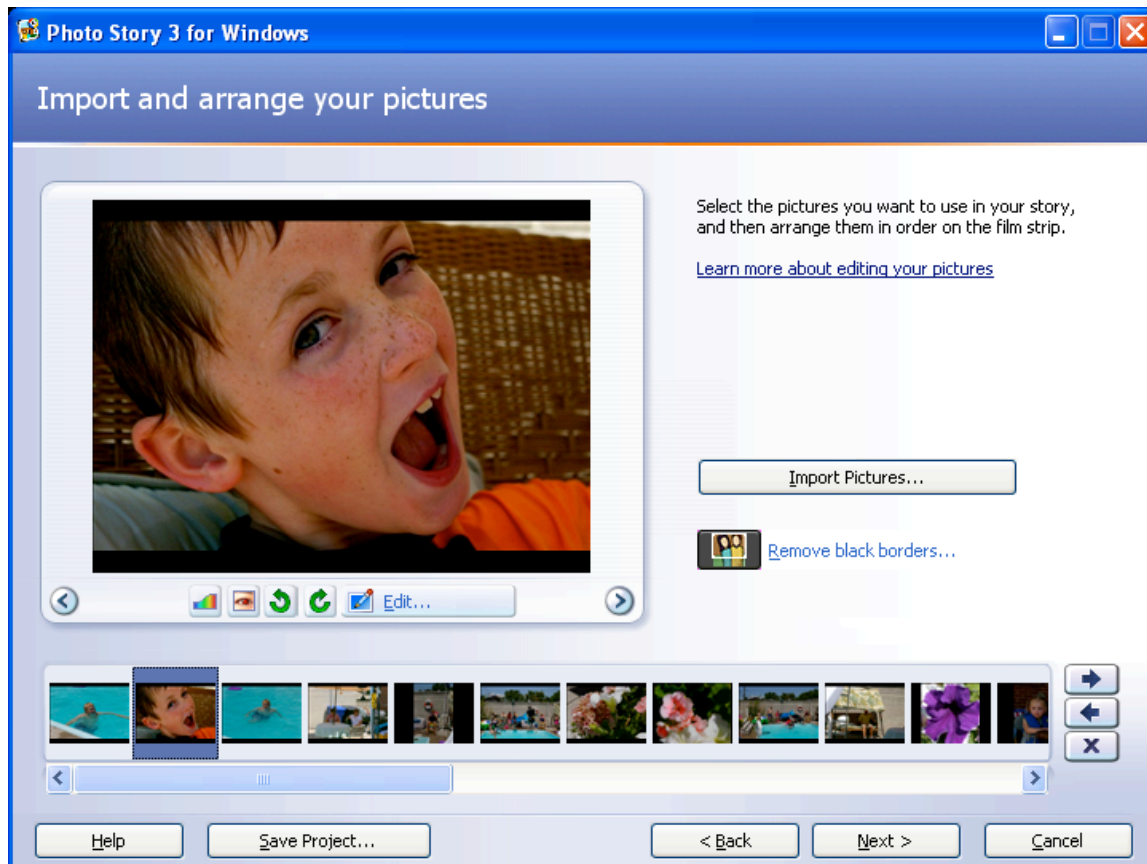 Photo Story 3 for Windows
Import and arrange your pictures
Select the pictures you want to use in your story,
and then arrange them in order on the film strip.
Learn more about editing your pictures
Import Pictures...
Remove black borders...
Edit...
Help
Save Project...
< Back
Next >
Cancel